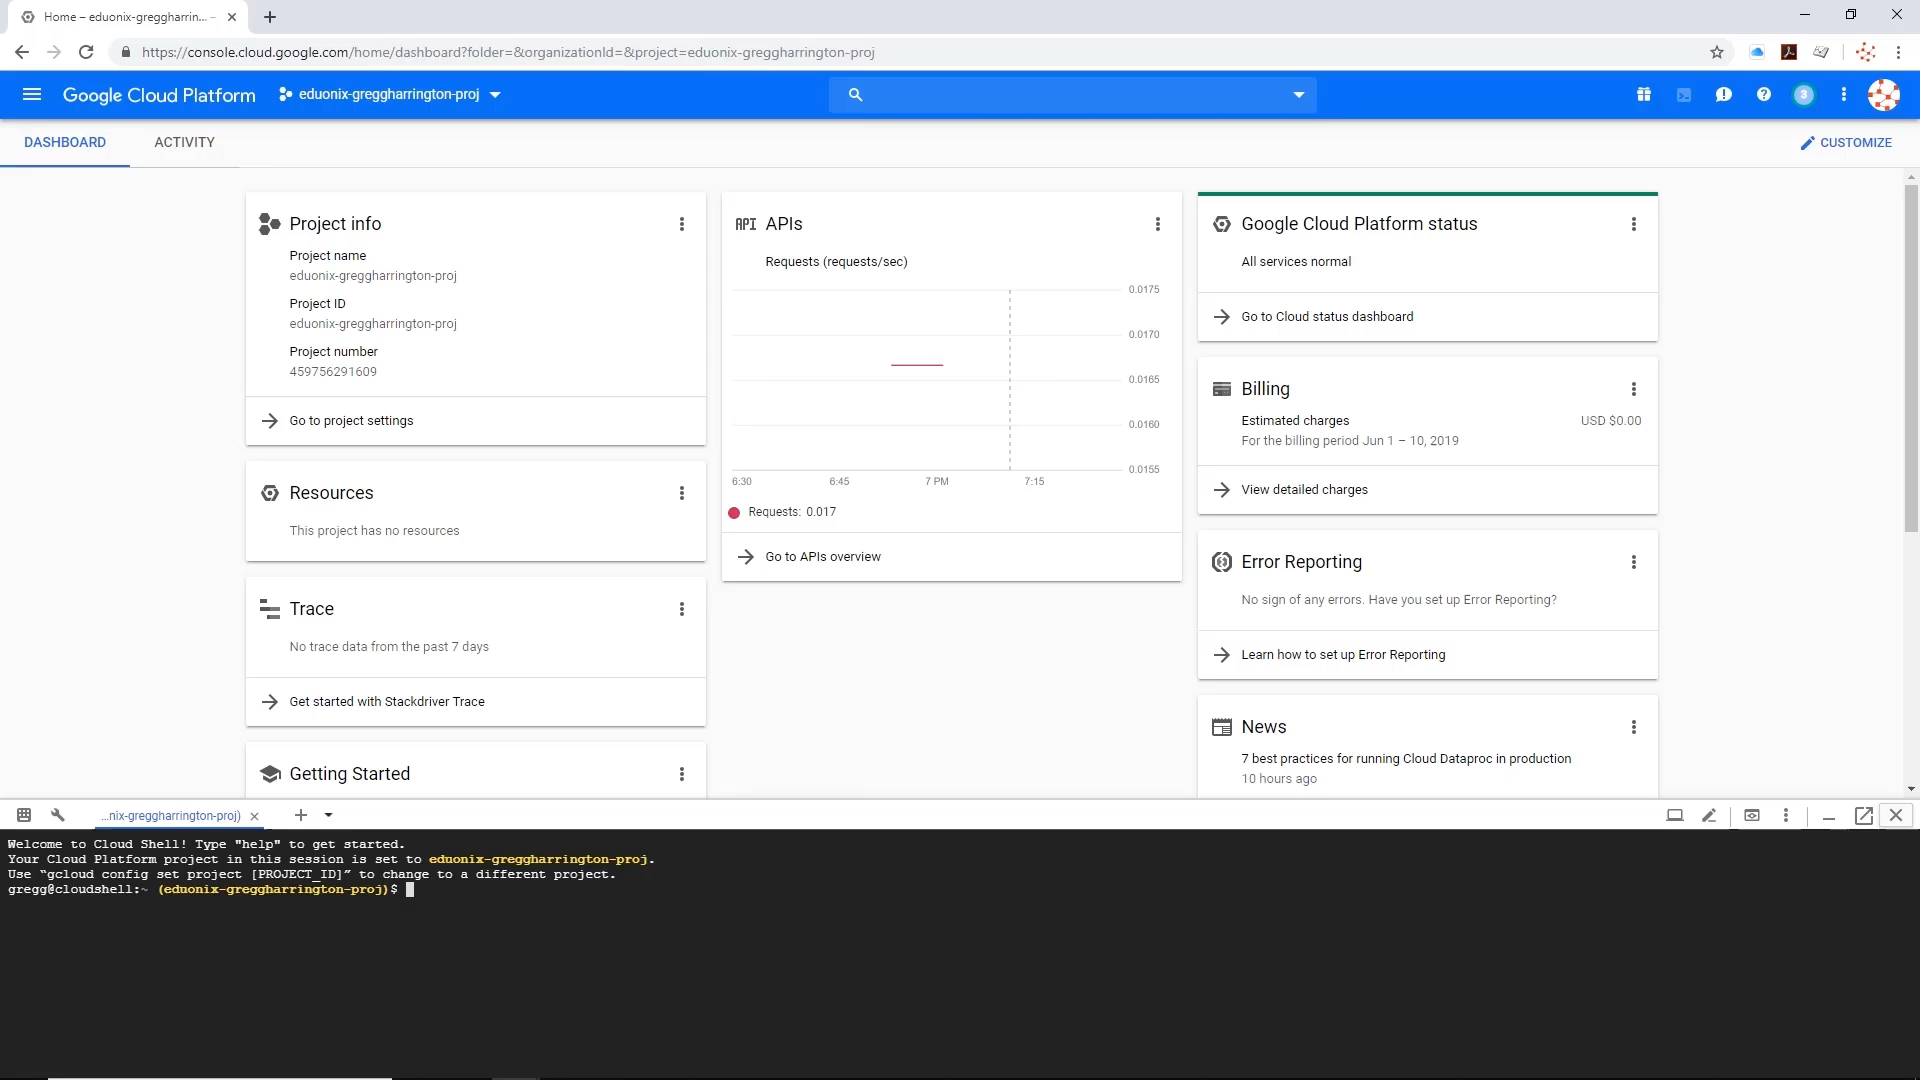 Home – eduonix-greggharrin... –
https://console.cloud.google.com/home/dashboard?folder=&organizationId=&project=eduonix-greggharrington-proj
Google Cloud Platform eduonix-greggharrington-proj
3
DASHBOARD ACTIVITY CUSTOMIZE
Project info
Project name
eduonix-greggharrington-proj
Project ID
eduonix-greggharrington-proj
Project number
459756291609
Go to project settings
Resources
This project has no resources
Trace
No trace data from the past 7 days
Get started with Stackdriver Trace
Getting Started
API APIs
Requests (requests/sec)
0.0175
0.0170
0.0165
0.0160
0.0155
6:30 6:45 7 PM 7:15
Requests: 0.017
Go to APIs overview
Google Cloud Platform status
All services normal
Go to Cloud status dashboard
Billing
Estimated charges USD $0.00
For the billing period Jun 1 – 10, 2019
View detailed charges
Error Reporting
No sign of any errors. Have you set up Error Reporting?
Learn how to set up Error Reporting
News
7 best practices for running Cloud Dataproc in production
10 hours ago
...nix-greggharrington-proj)
Welcome to Cloud Shell! Type "help" to get started.
Your Cloud Platform project in this session is set to eduonix-greggharrington-proj.
Use “gcloud config set project [PROJECT_ID]” to change to a different project.
gregg@cloudshell:~ (eduonix-greggharrington-proj)$